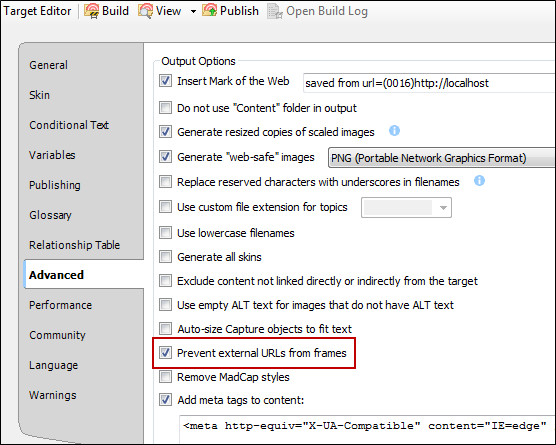 Target Editor Build View Publish Open Build Log
General
Skin
Conditional Text
Variables
Publishing
Glossary
Relationship Table
Advanced
Performance
Community
Language
Warnings
Output Options
Insert Mark of the Web saved from url=(0016)http://localhost
Do not use "Content" folder in output
Generate resized copies of scaled images
Generate "web-safe" images PNG (Portable Network Graphics Format)
Replace reserved characters with underscores in filenames
Use custom file extension for topics
Use lowercase filenames
Generate all skins
Exclude content not linked directly or indirectly from the target
Use empty ALT text for images that do not have ALT text
Auto-size Capture objects to fit text
Prevent external URLs from frames
Remove MadCap styles
Add meta tags to content:
<meta http-equiv="X-UA-Compatible" content="IE=edge"